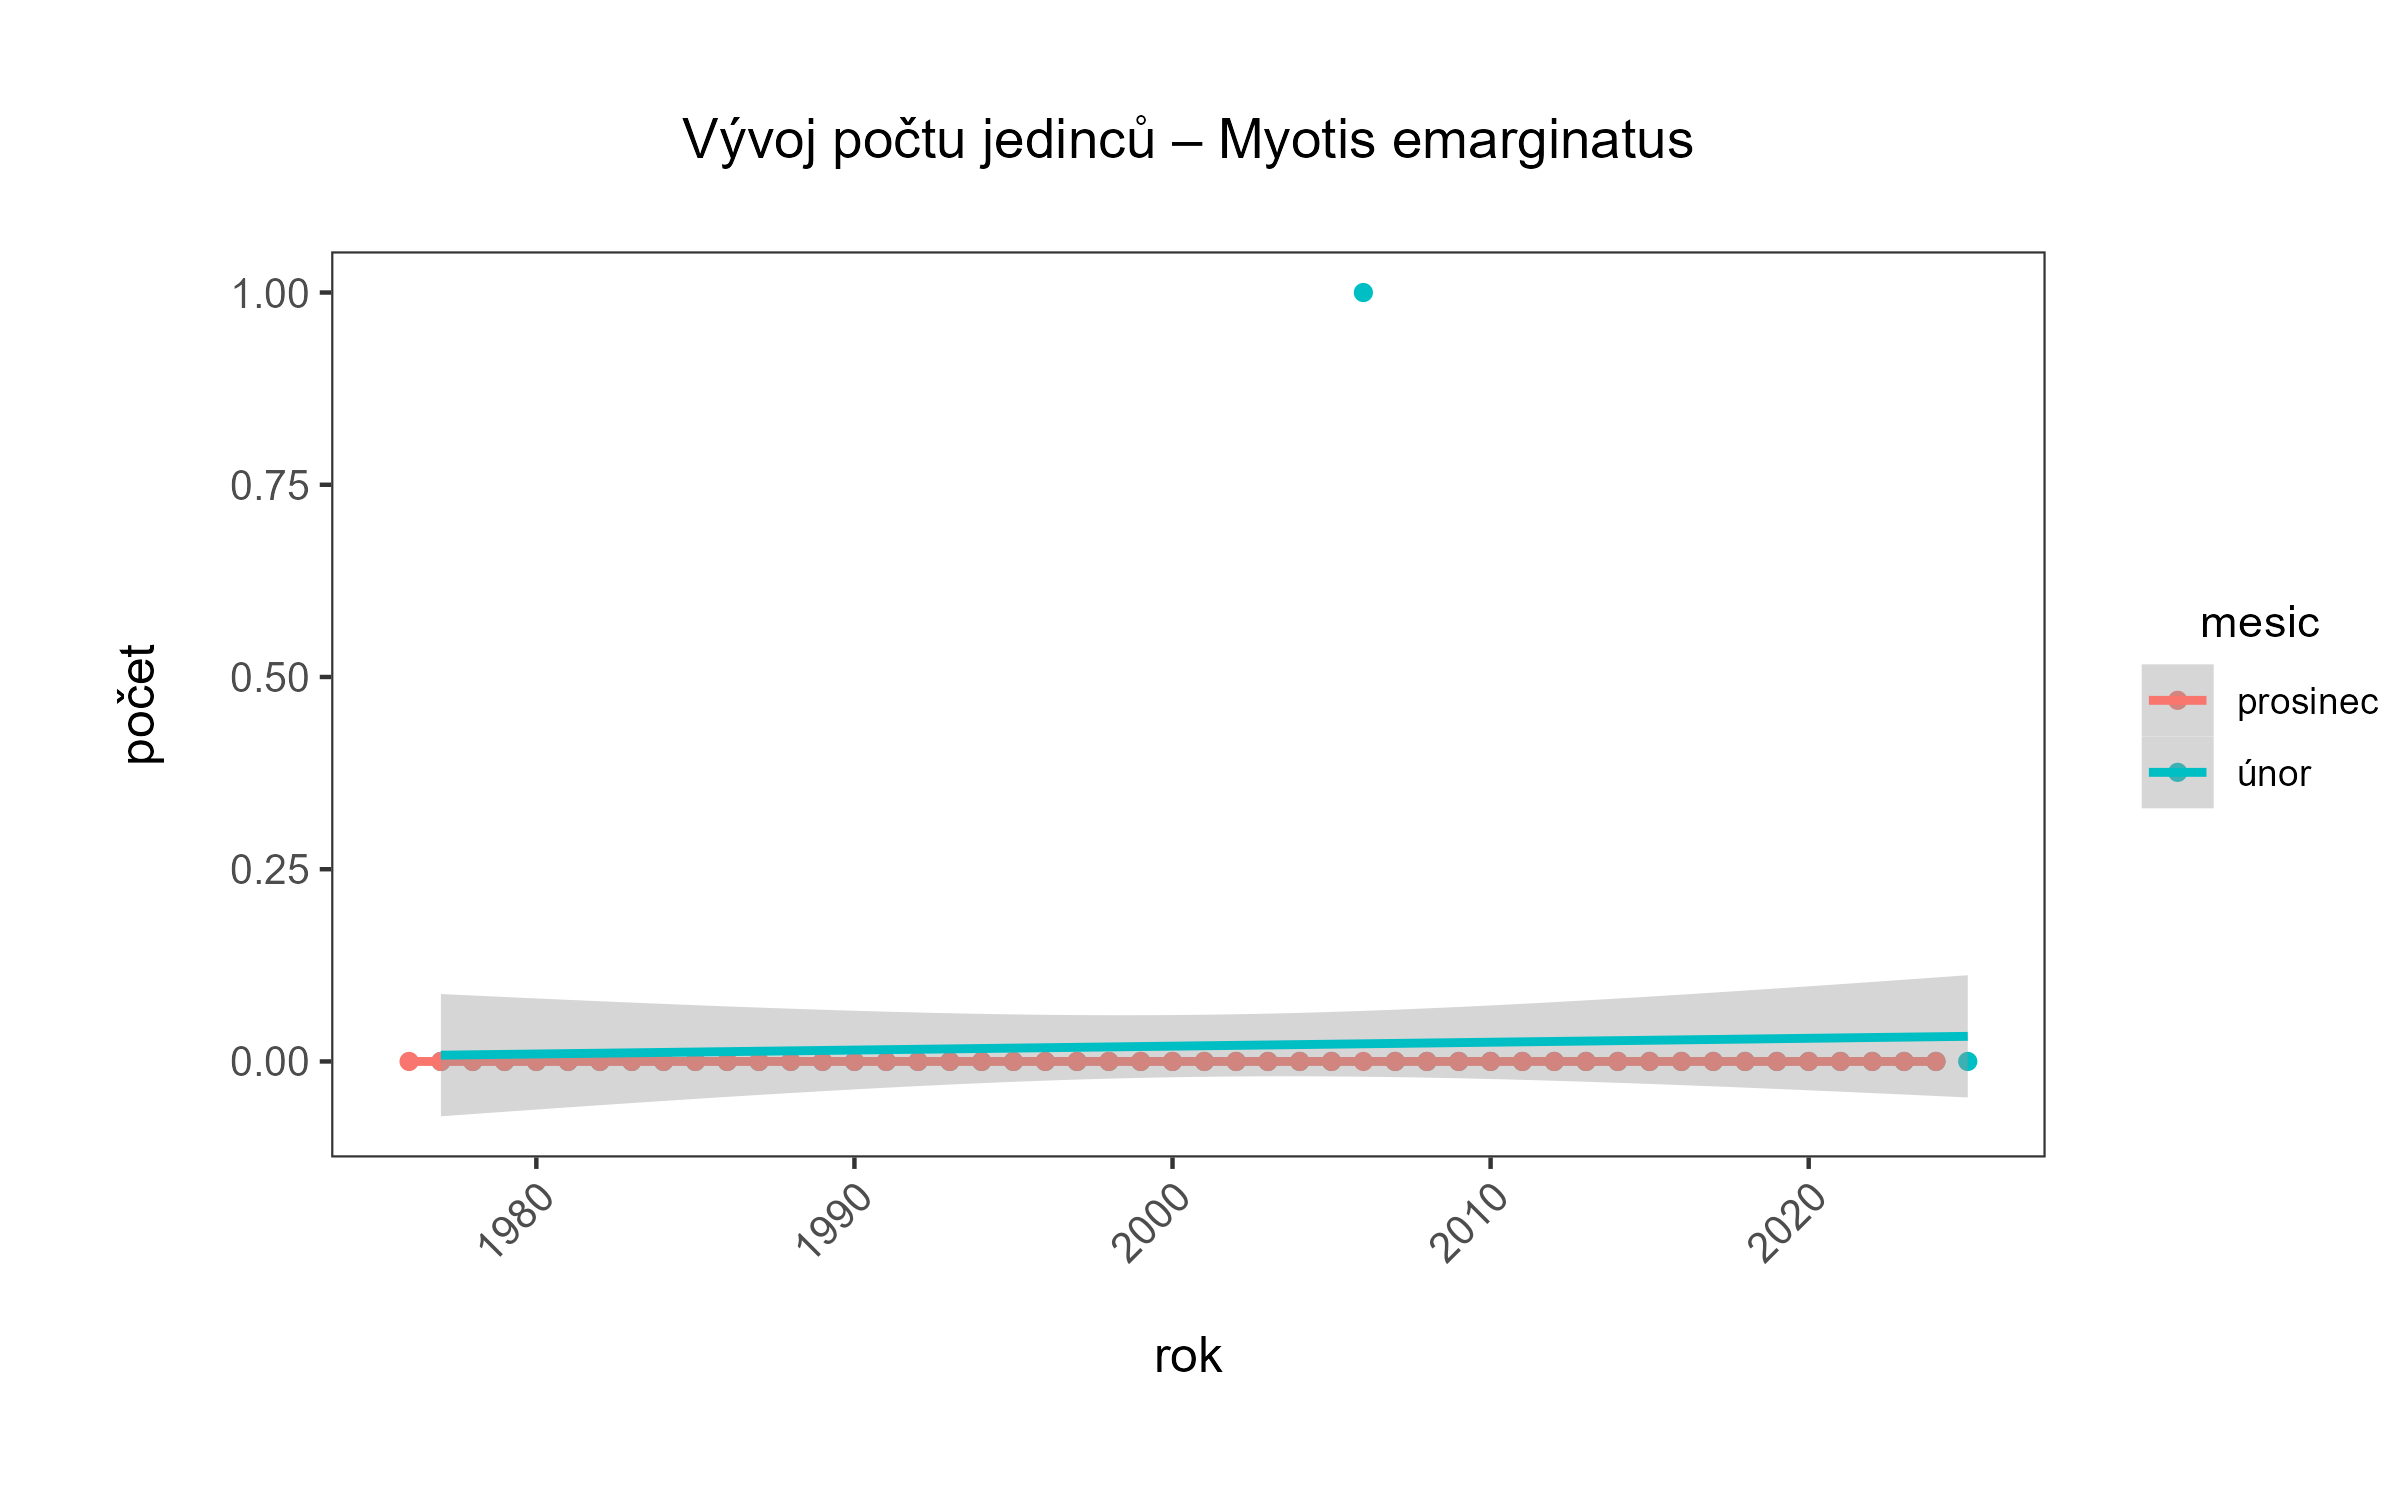 Vývoj počtu jedinců – Myotis emarginatus
1.00
0.75
0.50
0.25
0.00
počet
1980
1990
2000
2010
2020
rok
mesic
prosinec
únor